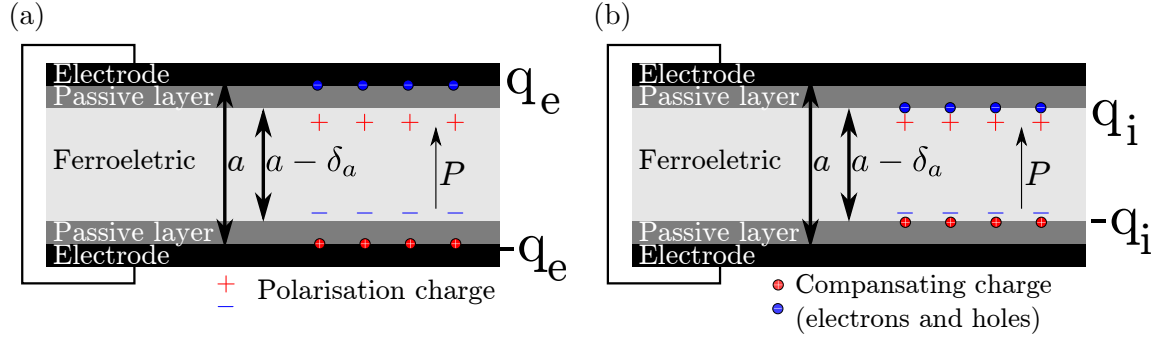 (a)
Electrode
Passive layer
Ferroeletric
Passive layer
Electrode
a
a − δ_a
P
q_e
-q_e
+ Polarisation charge
−
(b)
Electrode
Passive layer
Ferroeletric
Passive layer
Electrode
a
a − δ_a
P
q_i
-q_i
Compansating charge
(electrons and holes)